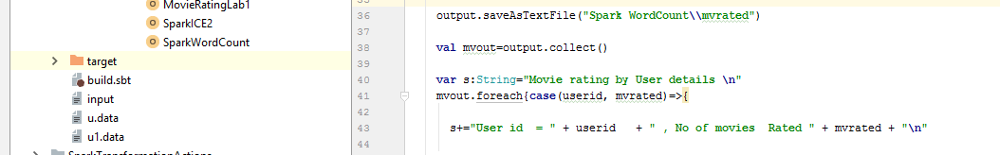 MovieRatingLab1
SparkICE2
SparkWordCount
target
build.sbt
input
u.data
u1.data
36 output.saveAsTextFile("Spark WordCount\\mvrated")
37
38 val mvout=output.collect()
39
40 var s:String="Movie rating by User details \n"
41 mvout.foreach{case(userid, mvrated)=>{
42
43 s+="User id  = " + userid   + " , No of movies  Rated " + mvrated + "\n"
44